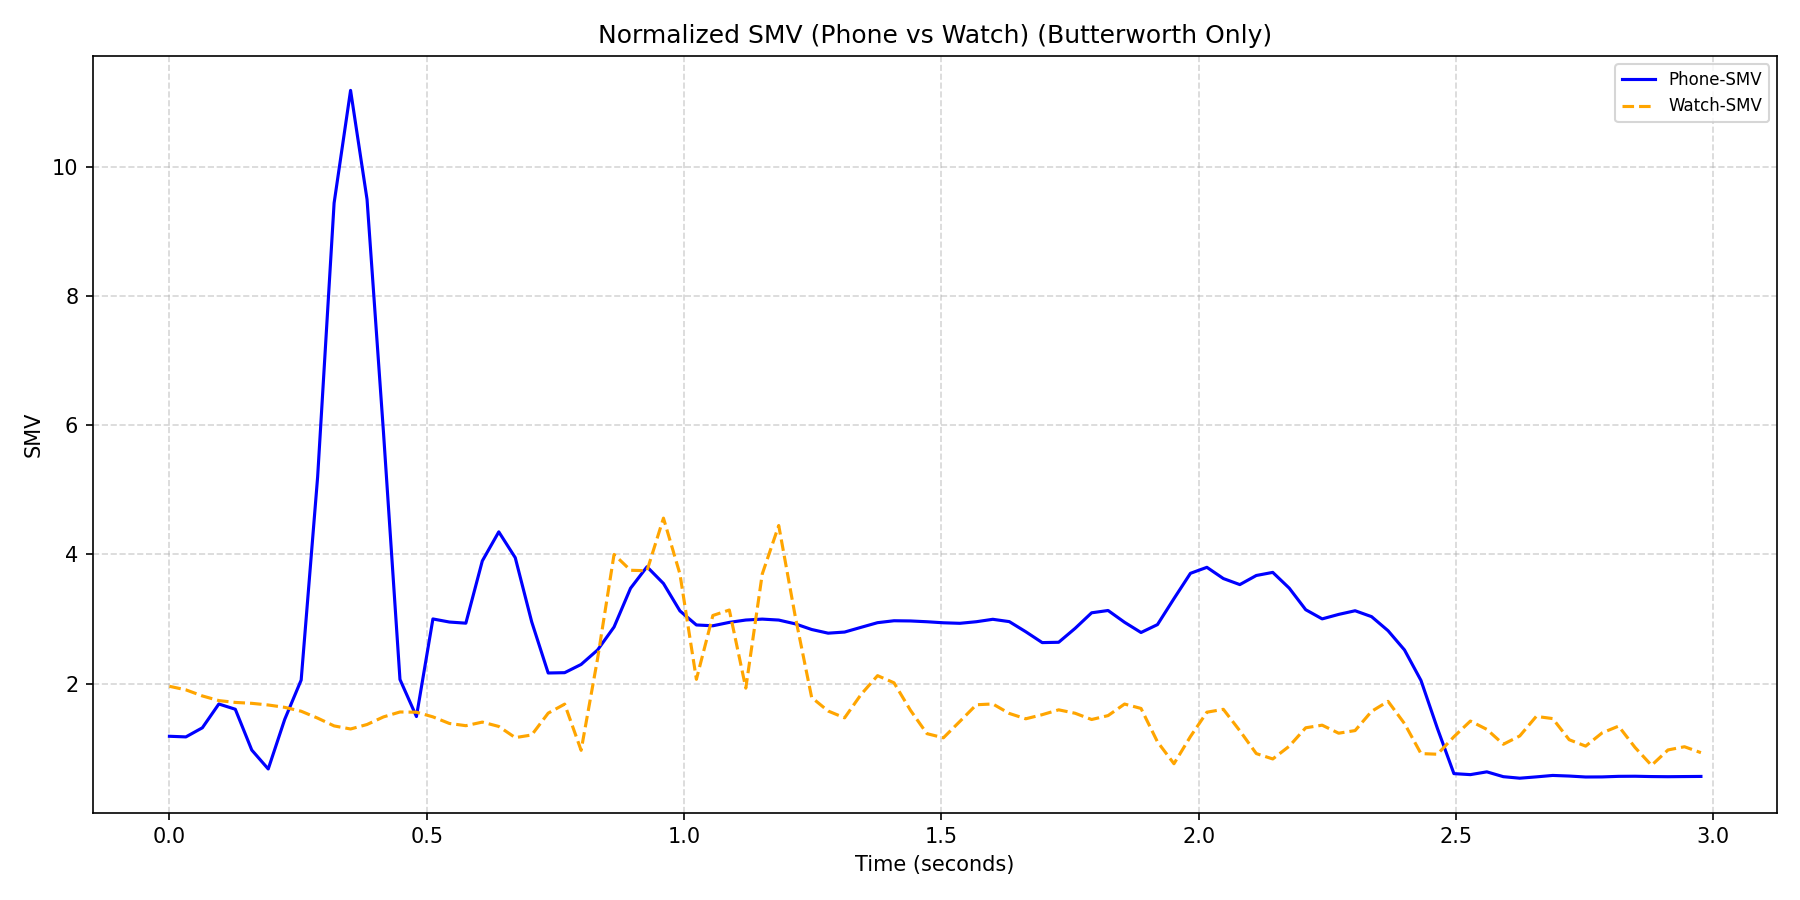 Normalized SMV (Phone vs Watch) (Butterworth Only)
Phone-SMV
Watch-SMV
10
8
6
4
2
SMV
0.0 0.5 1.0 1.5 2.0 2.5 3.0
Time (seconds)